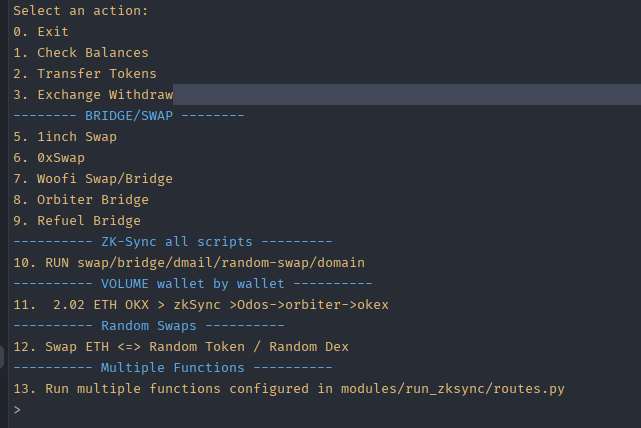 Select an action:
0. Exit
1. Check Balances
2. Transfer Tokens
3. Exchange Withdraw
-------- BRIDGE/SWAP --------
5. 1inch Swap
6. 0xSwap
7. Woofi Swap/Bridge
8. Orbiter Bridge
9. Refuel Bridge
---------- ZK-Sync all scripts ---------
10. RUN swap/bridge/dmail/random-swap/domain
---------- VOLUME wallet by wallet ----------
11.  2.02 ETH OKX > zkSync >Odos->orbiter->okex
---------- Random Swaps ----------
12. Swap ETH <=> Random Token / Random Dex
---------- Multiple Functions ----------
13. Run multiple functions configured in modules/run_zksync/routes.py
>